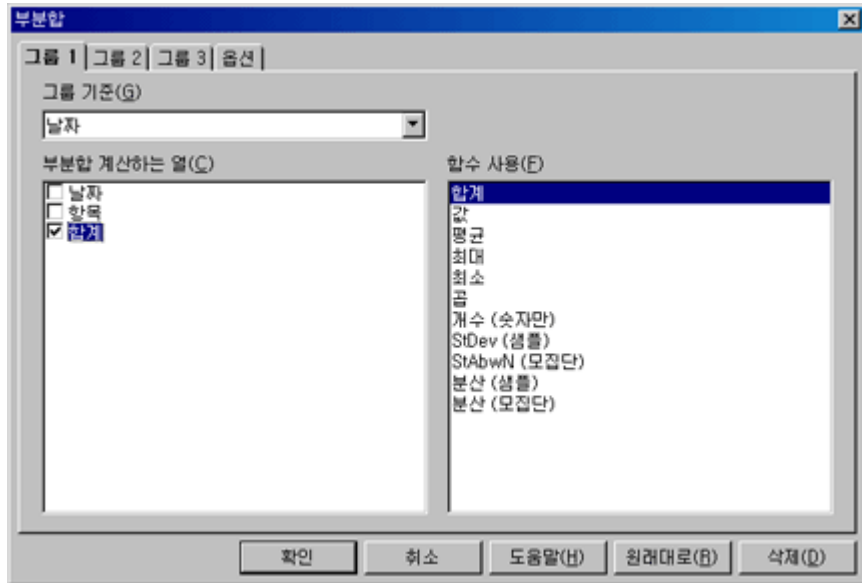 부분합
그룹 1 그룹 2 그룹 3 옵션
그룹 기준(G)
날짜
부분합 계산하는 열(C)
날짜
항목
합계
함수 사용(F)
합계
값
평균
최대
최소
곱
개수 (숫자만)
StDev (샘플)
StAbwN (모집단)
분산 (샘플)
분산 (모집단)
확인 취소 도움말(H) 원래대로(R) 삭제(D)